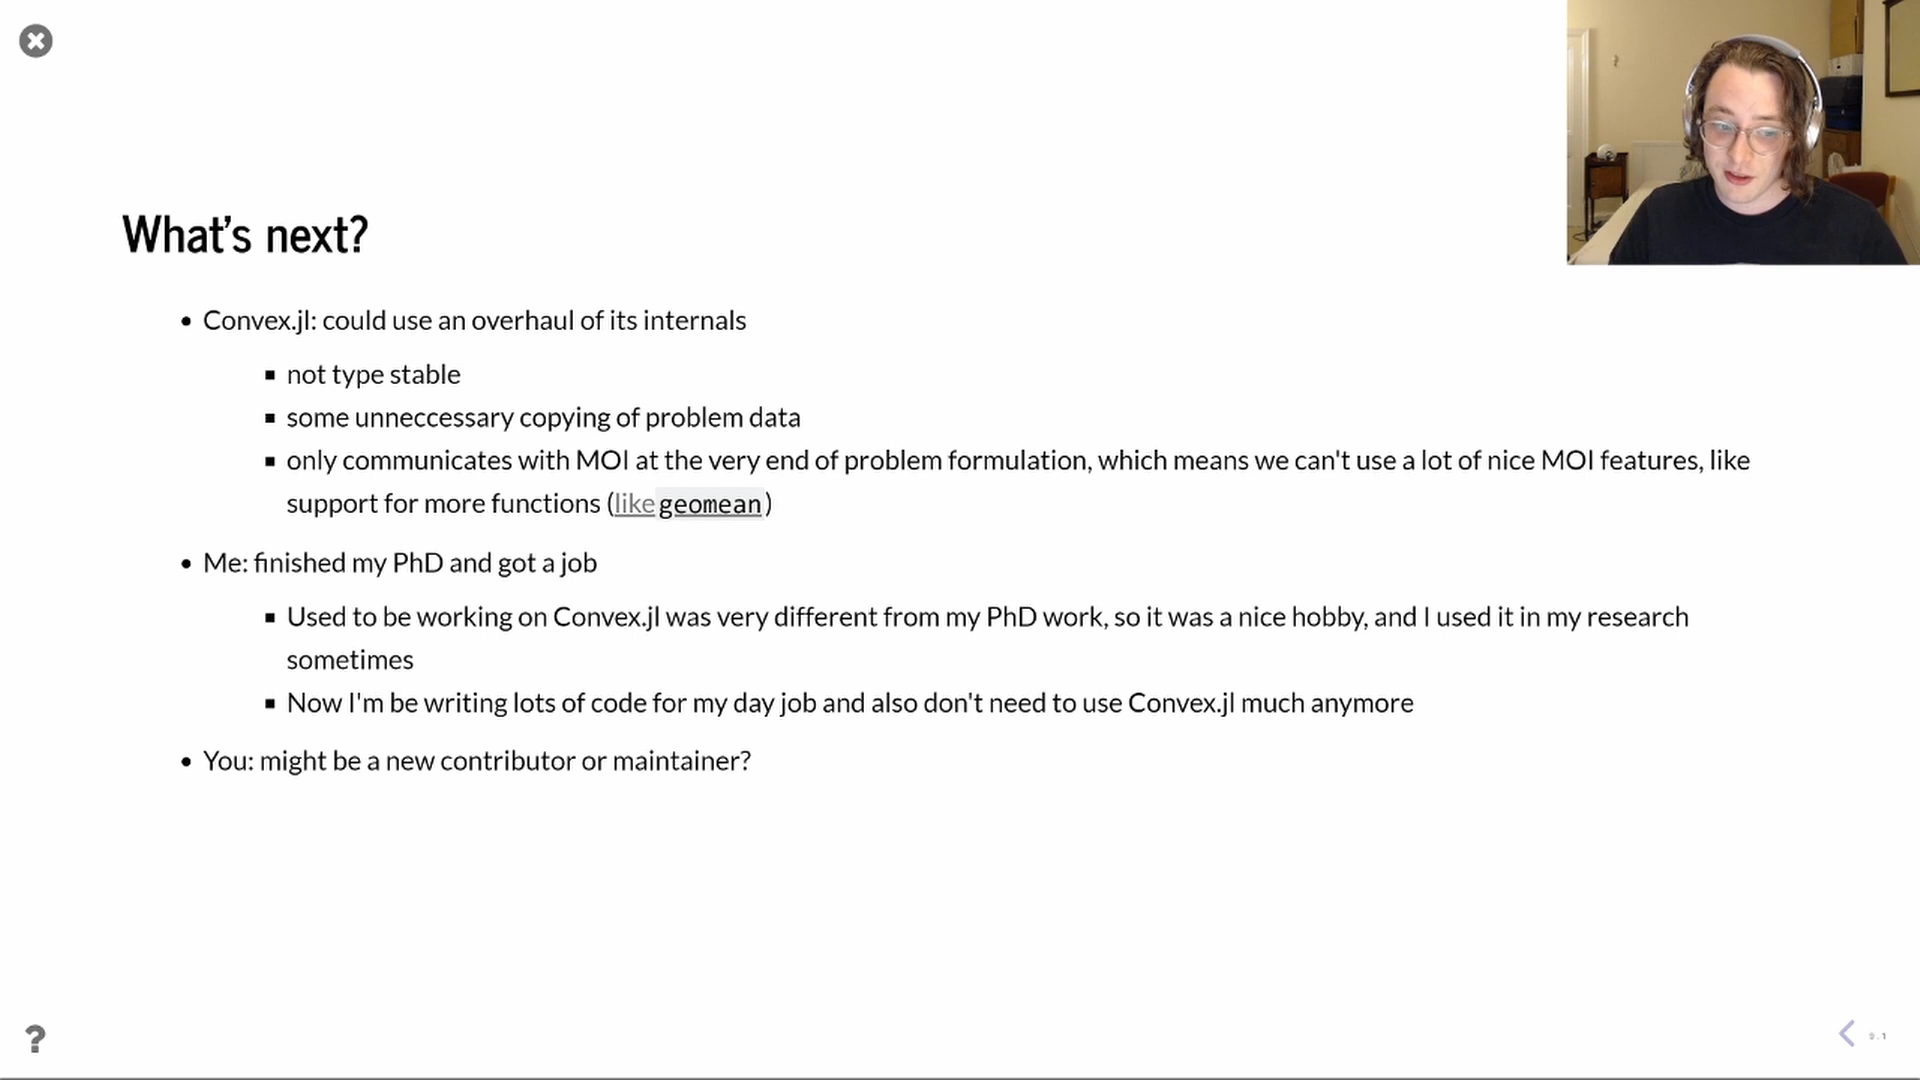 What's next?
• Convex.jl: could use an overhaul of its internals
▪ not type stable
▪ some unneccessary copying of problem data
▪ only communicates with MOI at the very end of problem formulation, which means we can't use a lot of nice MOI features, like
support for more functions (like geomean)
• Me: finished my PhD and got a job
▪ Used to be working on Convex.jl was very different from my PhD work, so it was a nice hobby, and I used it in my research
sometimes
▪ Now I'm be writing lots of code for my day job and also don't need to use Convex.jl much anymore
• You: might be a new contributor or maintainer?
?
9.1